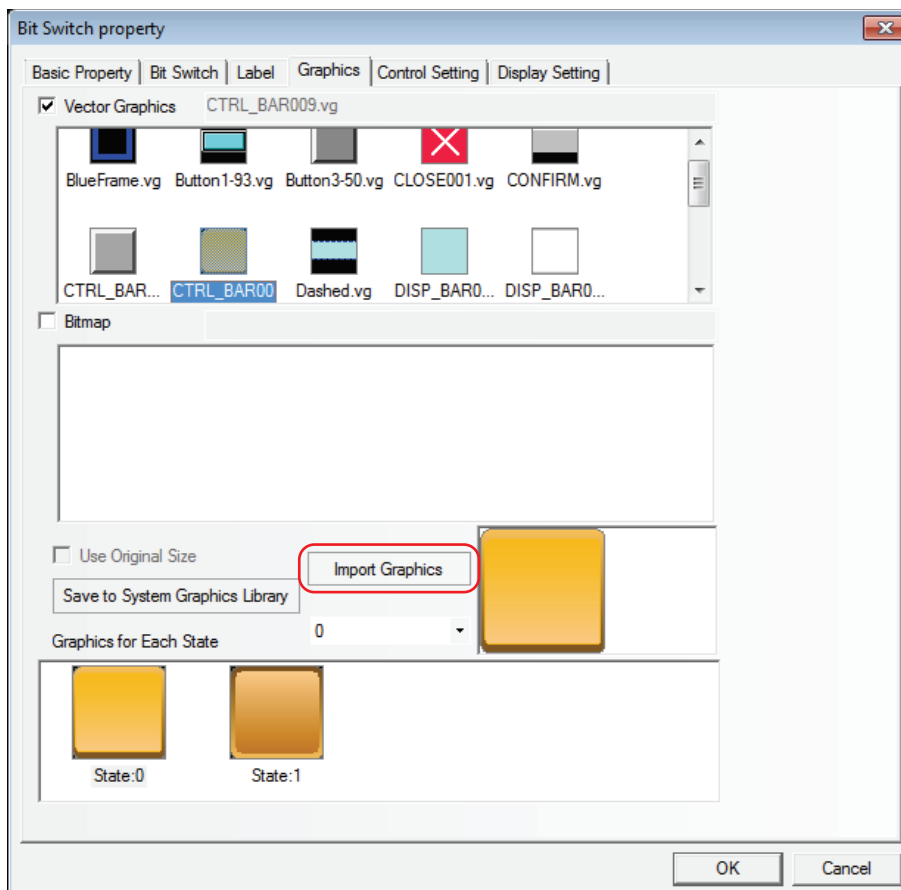 Bit Switch property
Basic Property Bit Switch Label Graphics Control Setting Display Setting
Vector Graphics CTRL_BAR009.vg
BlueFrame.vg Button1-93.vg Button3-50.vg CLOSE001.vg CONFIRM.vg
CTRL_BAR... CTRL_BAR00 Dashed.vg DISP_BAR0... DISP_BAR0...
Bitmap
Use Original Size
Import Graphics
Save to System Graphics Library
0
Graphics for Each State
State:0 State:1
OK Cancel